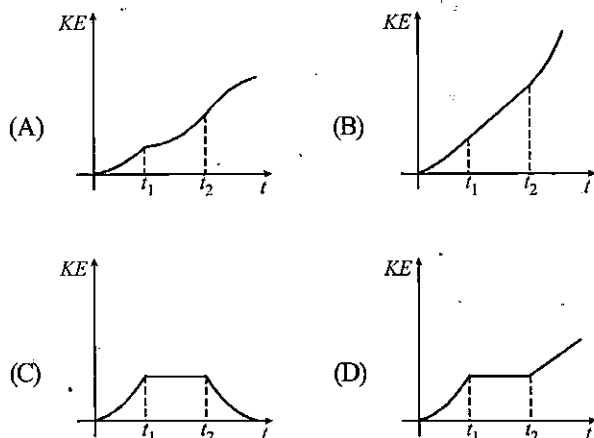 KE
KE
(A)
(B)
t₁ t₂ t
t₁ t₂ t
KE
KE
(C)
(D)
t₁ t₂ t
t₁ t₂ t